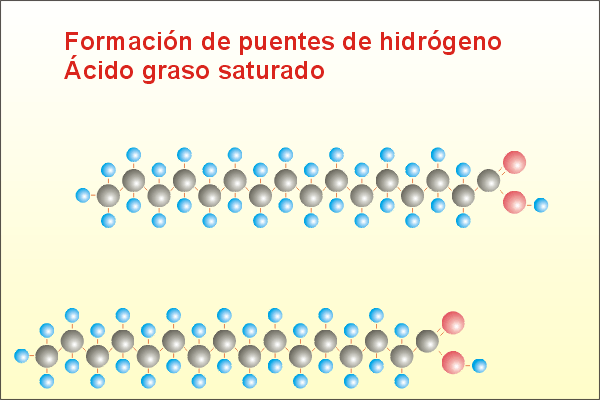 Formación de puentes de hidrógeno
Ácido graso saturado